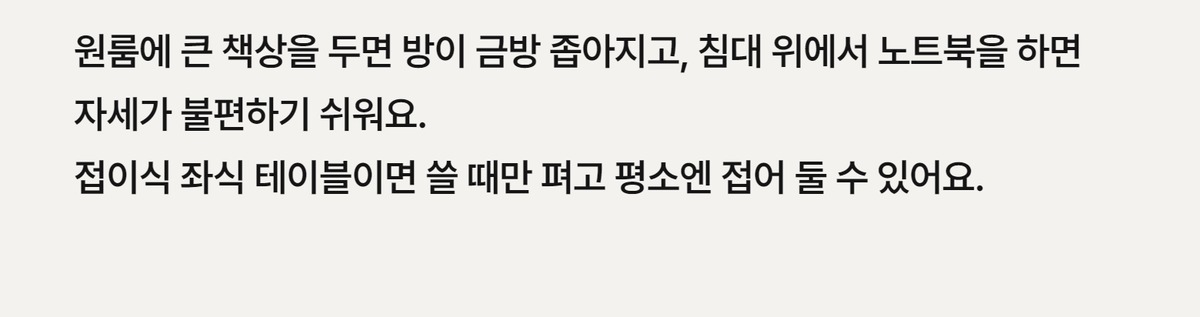 원룸에 큰 책상을 두면 방이 금방 좁아지고, 침대 위에서 노트북을 하면
자세가 불편하기 쉬워요.
접이식 좌식 테이블이면 쓸 때만 펴고 평소엔 접어 둘 수 있어요.